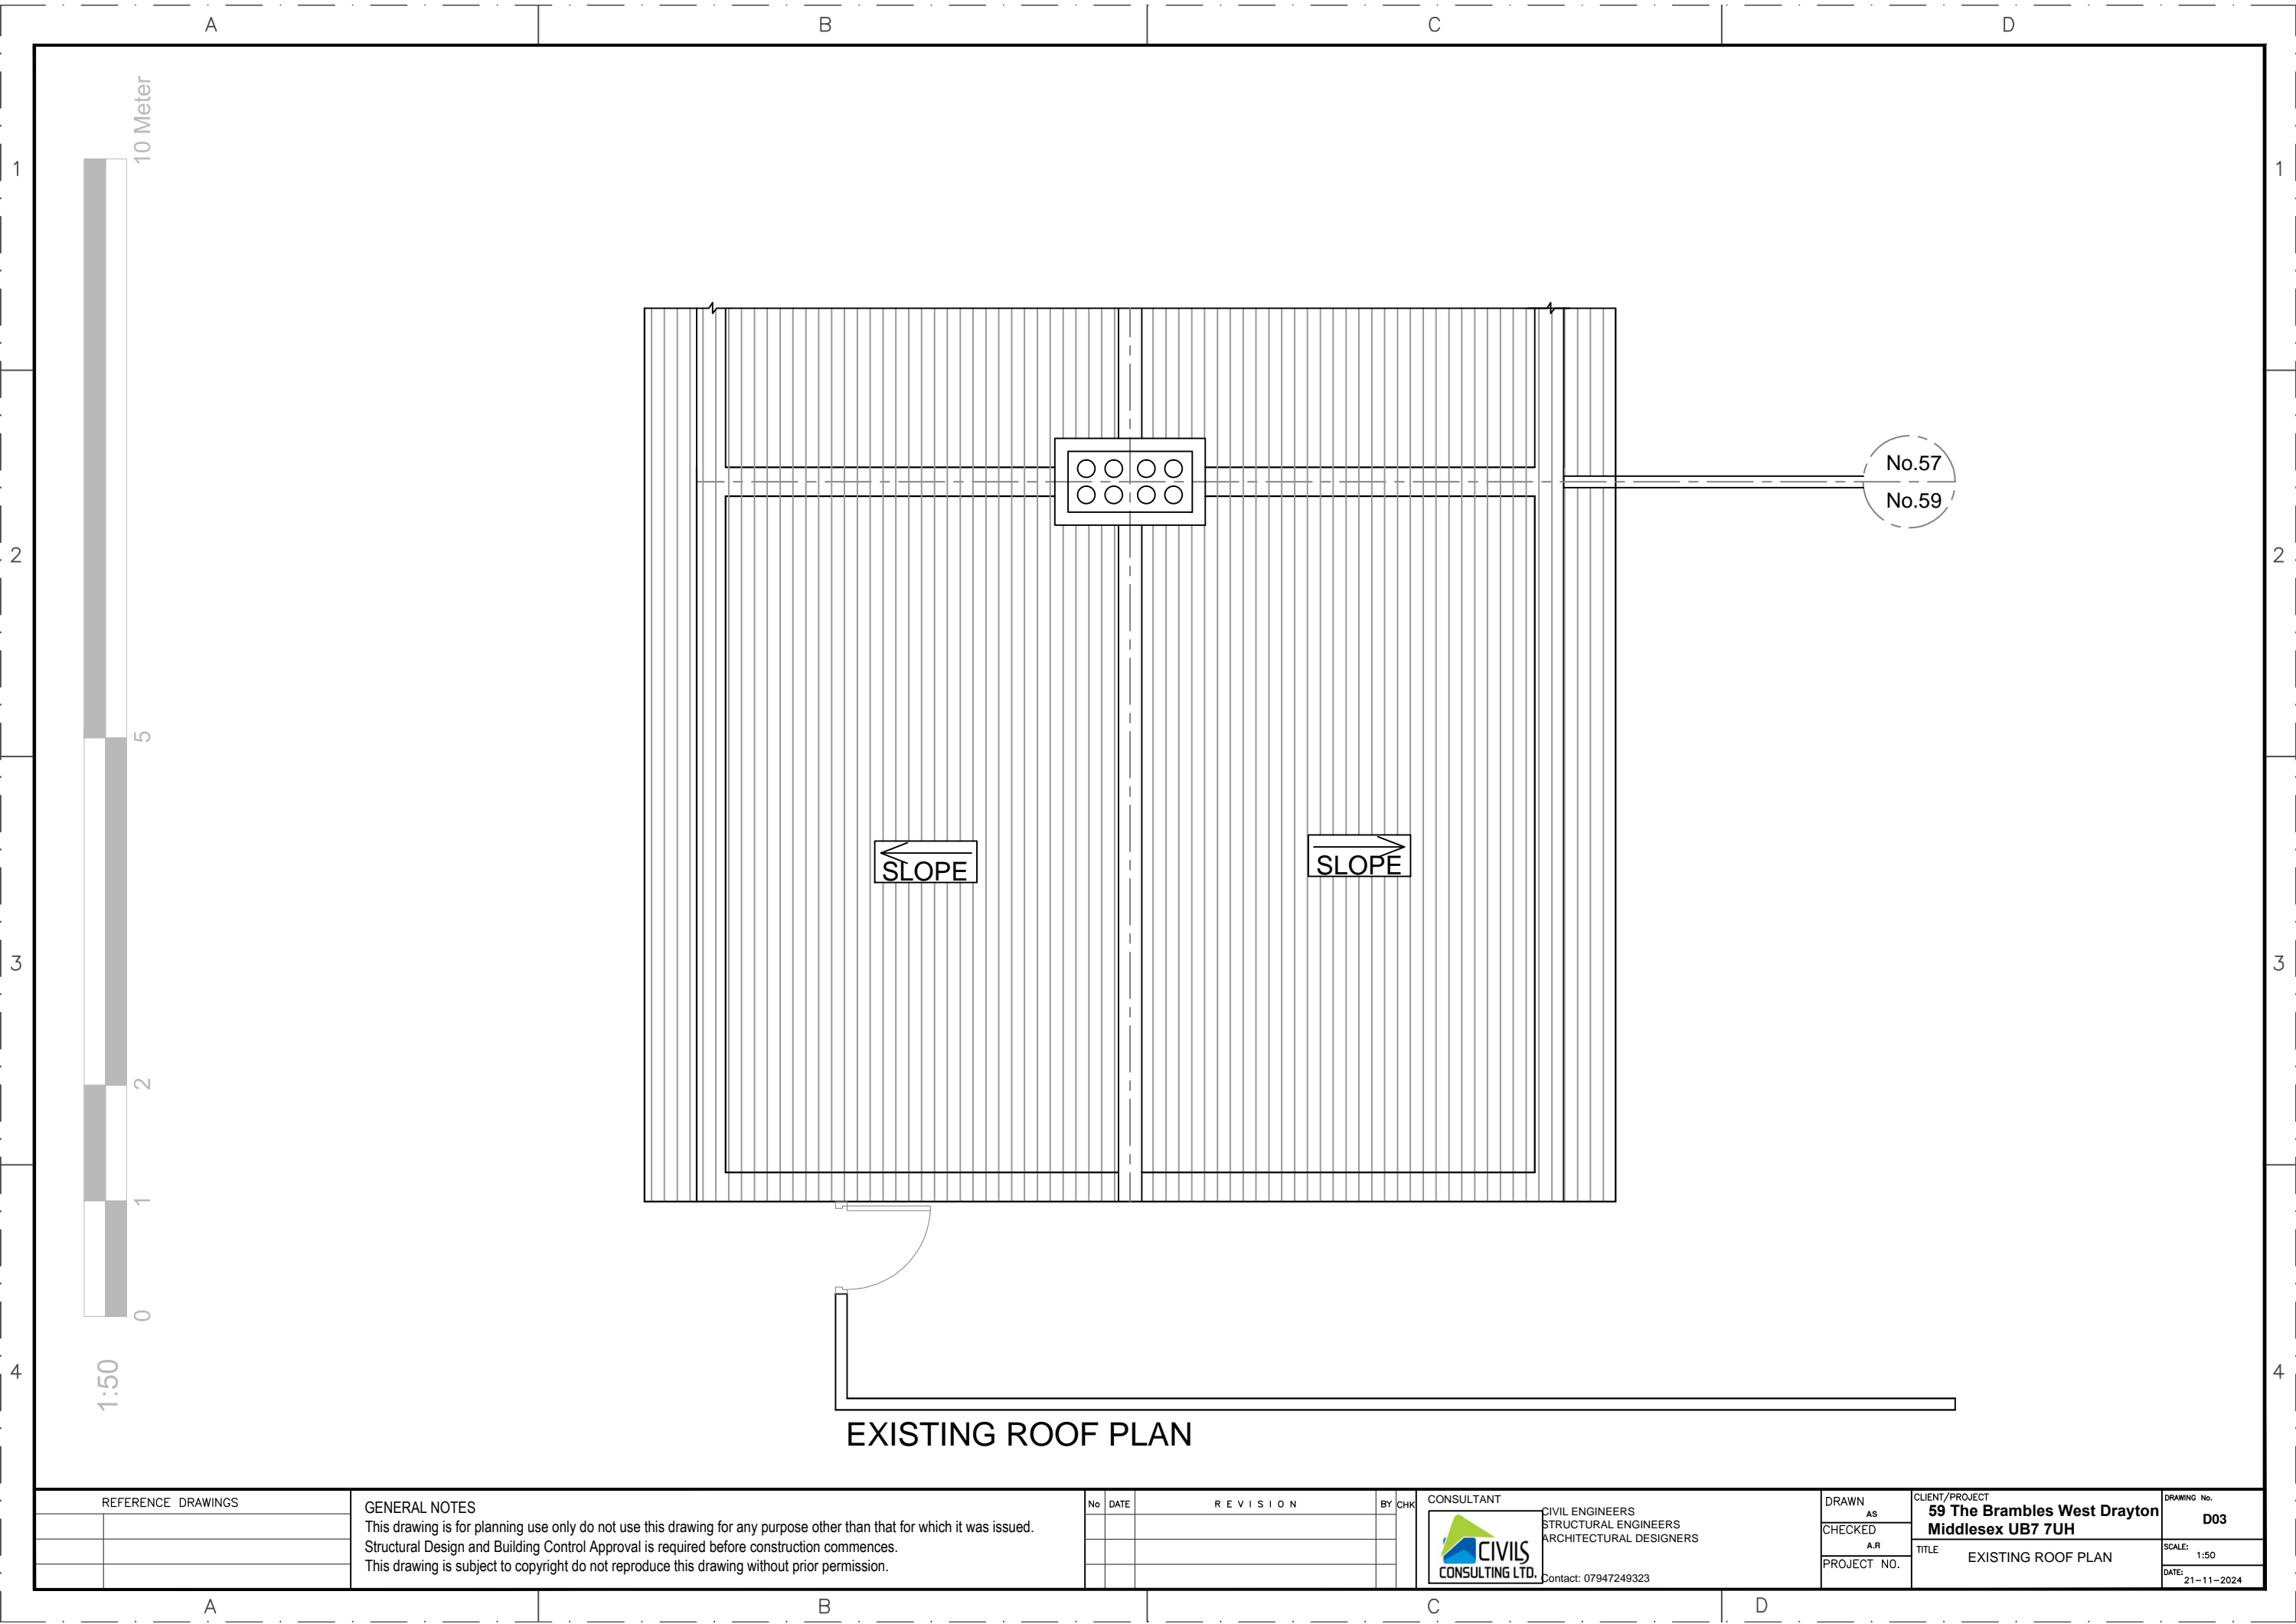 A B C D
10 Meter
5
2
1
0
1:50
1 1
2 2
3 3
4 4
No.57
No.59
SLOPE
SLOPE
EXISTING ROOF PLAN
REFERENCE DRAWINGS
GENERAL NOTES
This drawing is for planning use only do not use this drawing for any purpose other than that for which it was issued.
Structural Design and Building Control Approval is required before construction commences.
This drawing is subject to copyright do not reproduce this drawing without prior permission.
No DATE REVISION BY CHK
CONSULTANT
CIVILS
CONSULTING LTD.
CIVIL ENGINEERS
STRUCTURAL ENGINEERS
ARCHITECTURAL DESIGNERS
Contact: 07947249323
DRAWN
AS
CHECKED
A.R
PROJECT NO.
CLIENT/PROJECT
59 The Brambles West Drayton
Middlesex UB7 7UH
TITLE
EXISTING ROOF PLAN
DRAWING No.
D03
SCALE:
1:50
DATE:
21-11-2024
A B C D